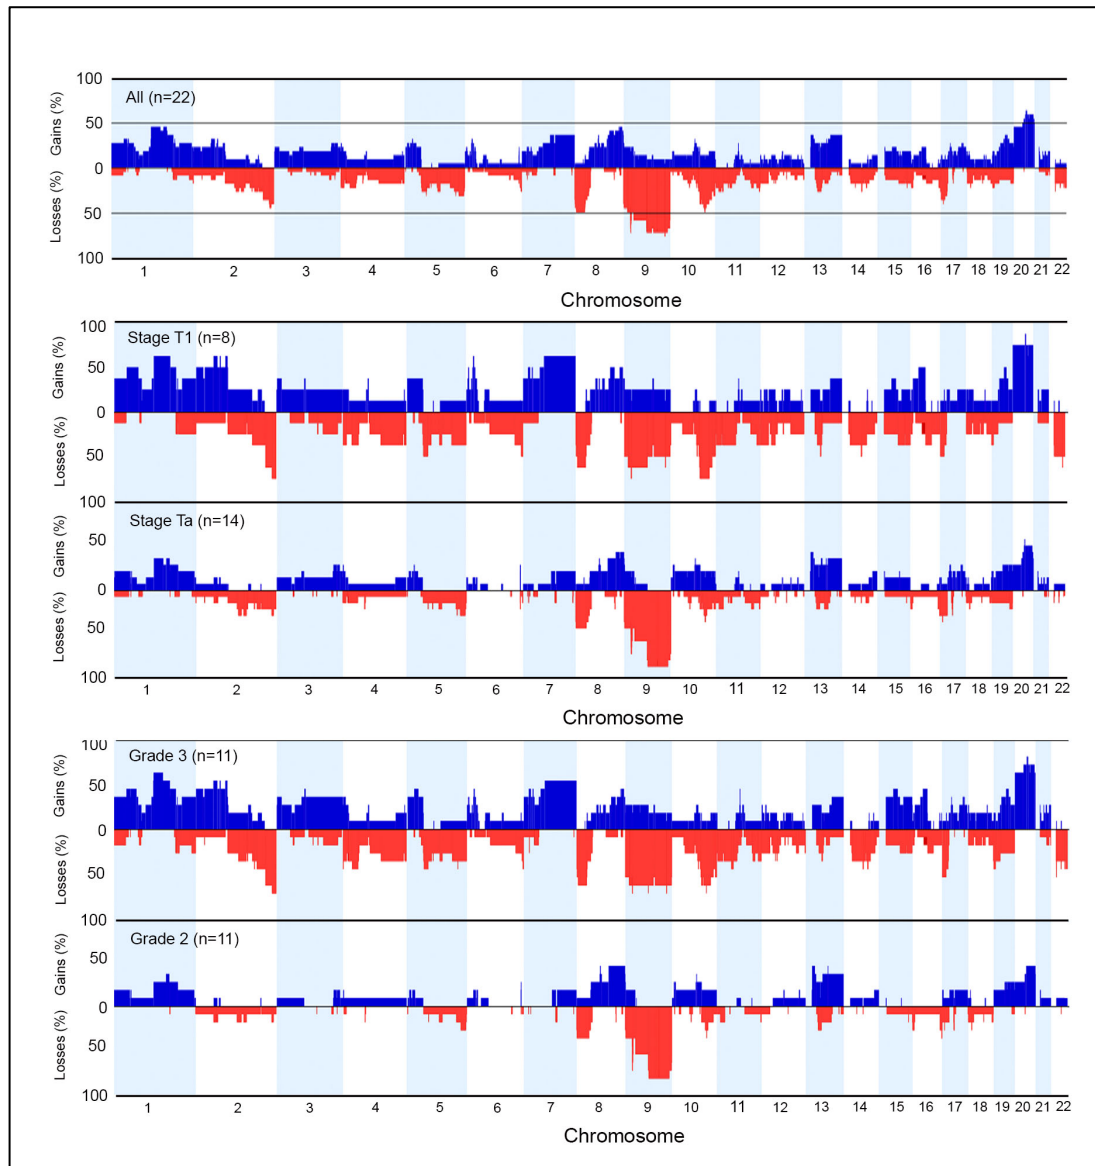 100
All (n=22)
Gains (%)
50
0
Losses (%)
50
100
1 2 3 4 5 6 7 8 9 10 11 12 13 14 15 16 17 18 19 20 21 22
Chromosome
100
Stage T1 (n=8)
Gains (%)
50
0
Losses (%)
50
100
Stage Ta (n=14)
Gains (%)
50
0
Losses (%)
50
100
1 2 3 4 5 6 7 8 9 10 11 12 13 14 15 16 17 18 19 20 21 22
Chromosome
100
Grade 3 (n=11)
Gains (%)
50
0
Losses (%)
50
100
Grade 2 (n=11)
Gains (%)
50
0
Losses (%)
50
100
1 2 3 4 5 6 7 8 9 10 11 12 13 14 15 16 17 18 19 20 21 22
Chromosome